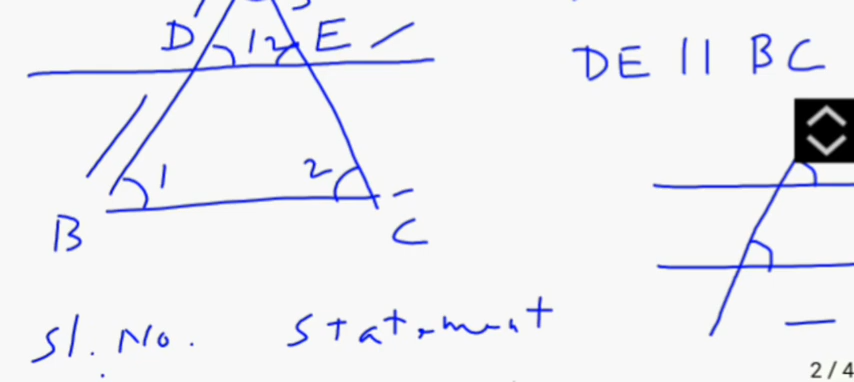 D 1 2 E
DE || BC
1 2
B C
Sl. No. Statement
2 / 4